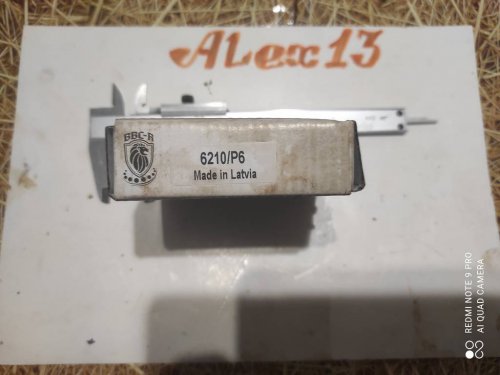 Alex13
BBC-R
6210/P6
Made in Latvia
REDMI NOTE 9 PRO
AI QUAD CAMERA